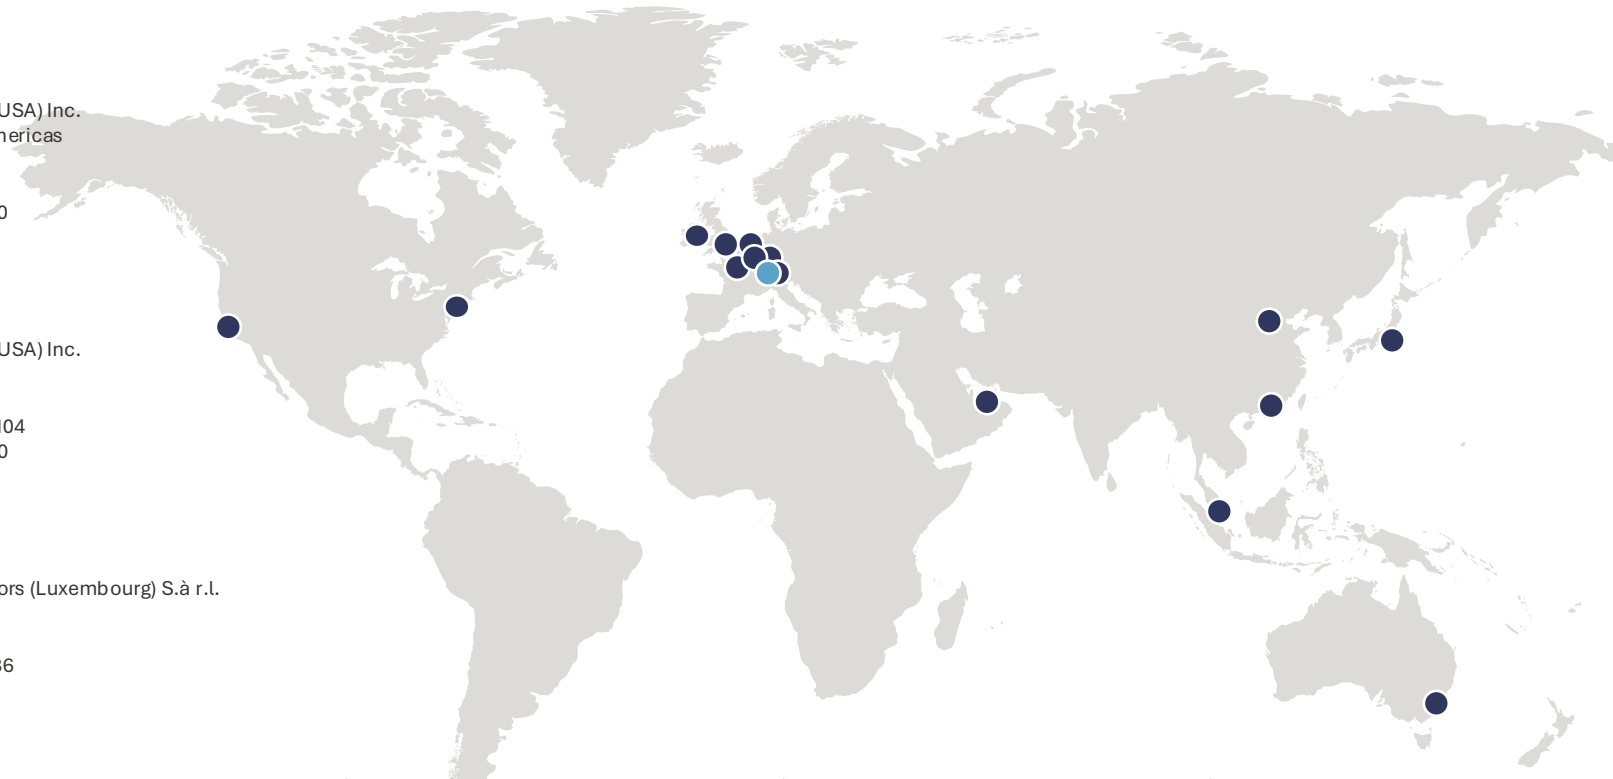 USA) Inc.
nericas
0
USA) Inc.
104
0
ors (Luxembourg) S.à r.l.
36